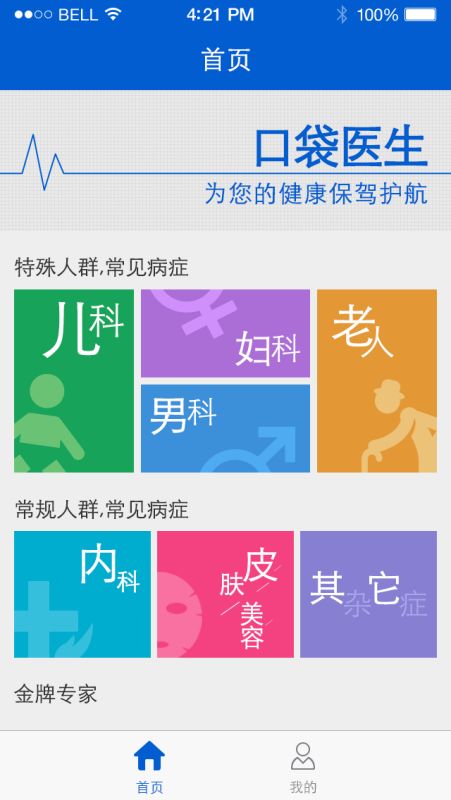 BELL 4:21 PM 100%
首页
口袋医生
为您的健康保驾护航
特殊人群,常见病症
儿科
妇科
男科
老人
常规人群,常见病症
内科
皮肤
美容
其它
杂症
金牌专家
首页
我的